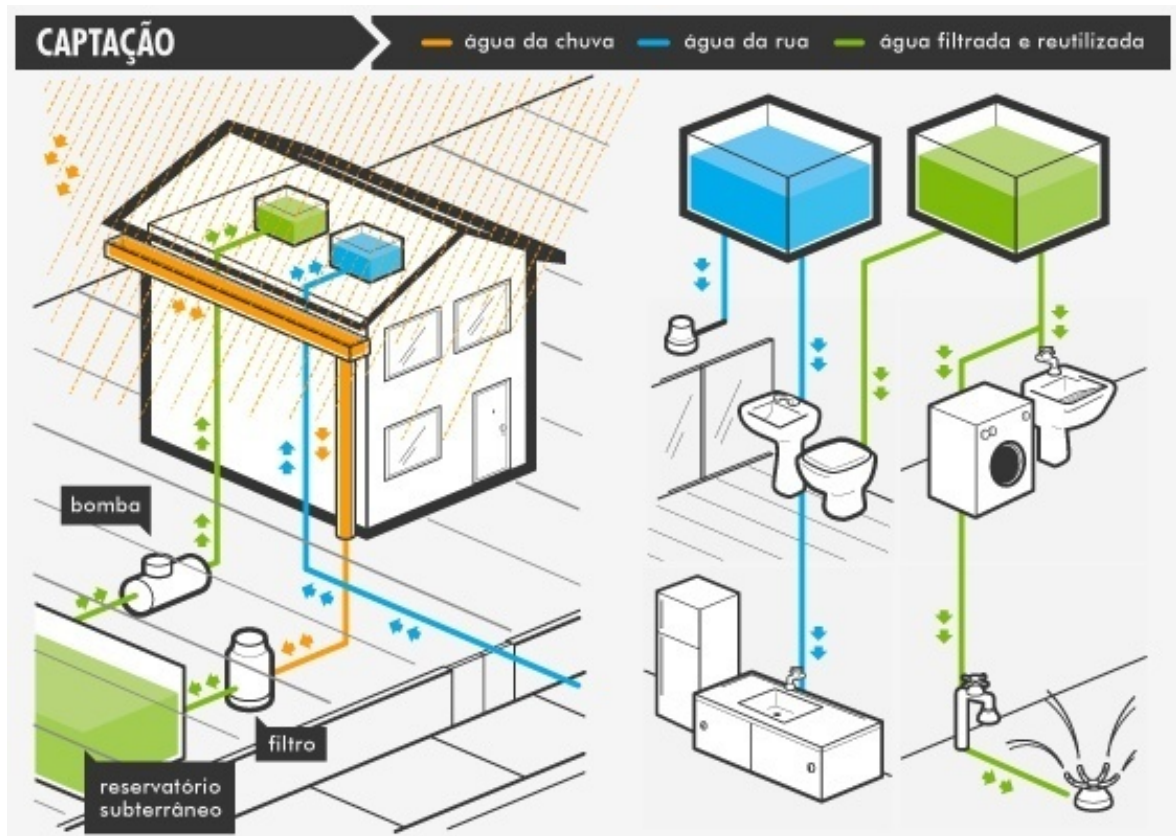 CAPTAÇÃO
água da chuva
água da rua
água filtrada e reutilizada
bomba
filtro
reservatório
subterrâneo